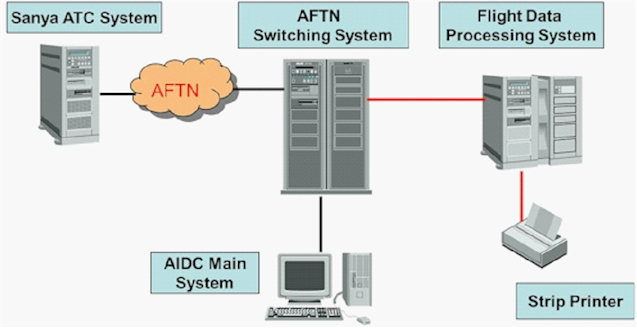 Sanya ATC System
AFTN
Switching System
Flight Data
Processing System
AFTN
AIDC Main
System
Strip Printer